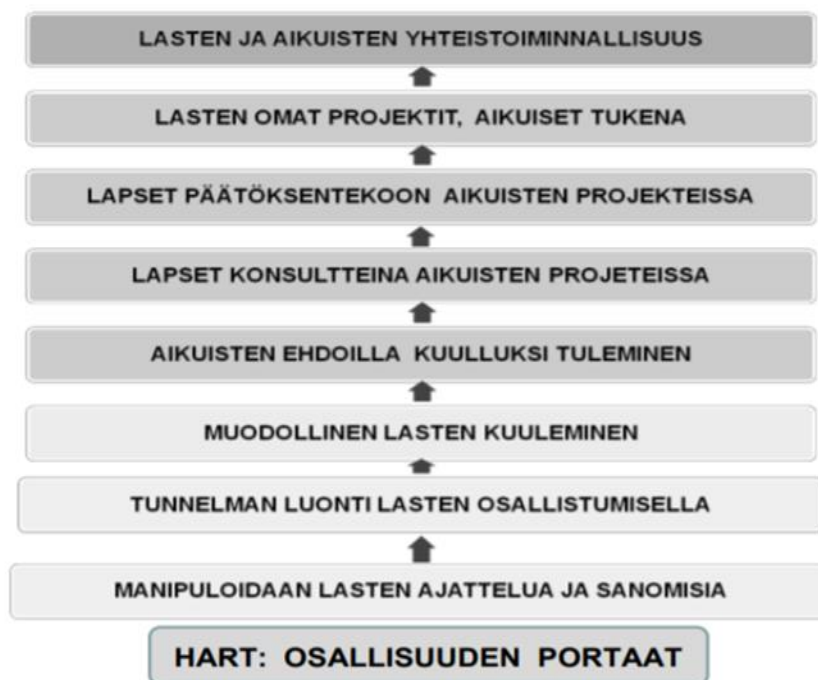 LASTEN JA AIKUISTEN YHTEISTOIMINNALLISUUS
LASTEN OMAT PROJEKTIT, AIKUISET TUKENA
LAPSET PÄÄTÖKSENTEKOON AIKUISTEN PROJEKTEISSA
LAPSET KONSULTTEINA AIKUISTEN PROJETEISSA
AIKUISTEN EHDOILLA KUULLUKSI TULEMINEN
MUODOLLINEN LASTEN KUULEMINEN
TUNNELMAN LUONTI LASTEN OSALLISTUMISELLA
MANIPULOIDAAN LASTEN AJATTELUA JA SANOMISIA
HART: OSALLISUUDEN PORTAAT